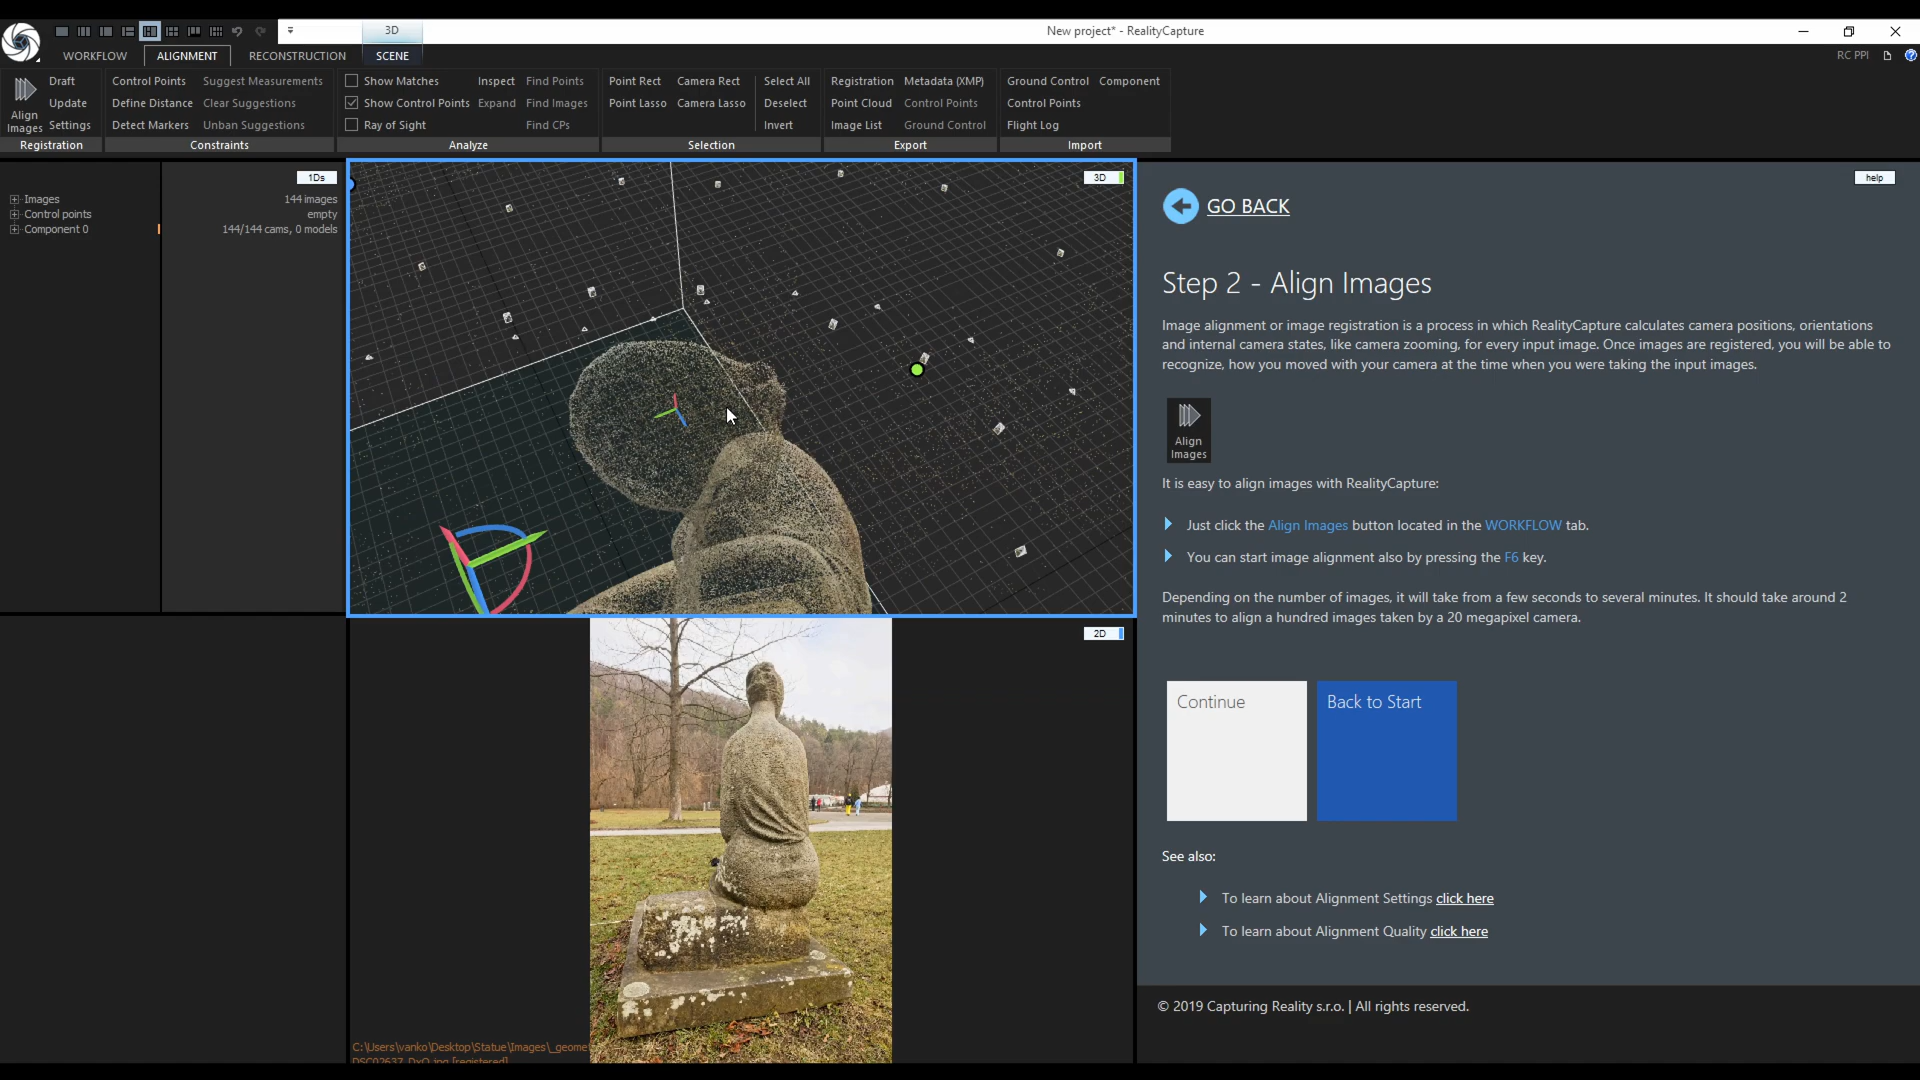 3D
New project* - RealityCapture
WORKFLOW
ALIGNMENT
RECONSTRUCTION
SCENE
RC PPI
Align
Images
Draft
Update
Settings
Registration
Control Points
Suggest Measurements
Define Distance
Clear Suggestions
Detect Markers
Unban Suggestions
Constraints
Show Matches
Inspect
Find Points
Show Control Points
Expand
Find Images
Ray of Sight
Find CPs
Analyze
Point Rect
Camera Rect
Select All
Point Lasso
Camera Lasso
Deselect
Invert
Selection
Registration
Metadata (XMP)
Point Cloud
Control Points
Image List
Ground Control
Export
Ground Control
Component
Control Points
Flight Log
Import
1Ds
Images
144 images
Control points
empty
Component 0
144/144 cams, 0 models
3D
2D
C:\Users\vanko\Desktop\Statue\Images\_geome
DSC02637_DxO.jpg [registered]
help
GO BACK
Step 2 - Align Images
Image alignment or image registration is a process in which RealityCapture calculates camera positions, orientations
and internal camera states, like camera zooming, for every input image. Once images are registered, you will be able to
recognize, how you moved with your camera at the time when you were taking the input images.
Align
Images
It is easy to align images with RealityCapture:
Just click the Align Images button located in the WORKFLOW tab.
You can start image alignment also by pressing the F6 key.
Depending on the number of images, it will take from a few seconds to several minutes. It should take around 2
minutes to align a hundred images taken by a 20 megapixel camera.
Continue
Back to Start
See also:
To learn about Alignment Settings click here
To learn about Alignment Quality click here
© 2019 Capturing Reality s.r.o. | All rights reserved.